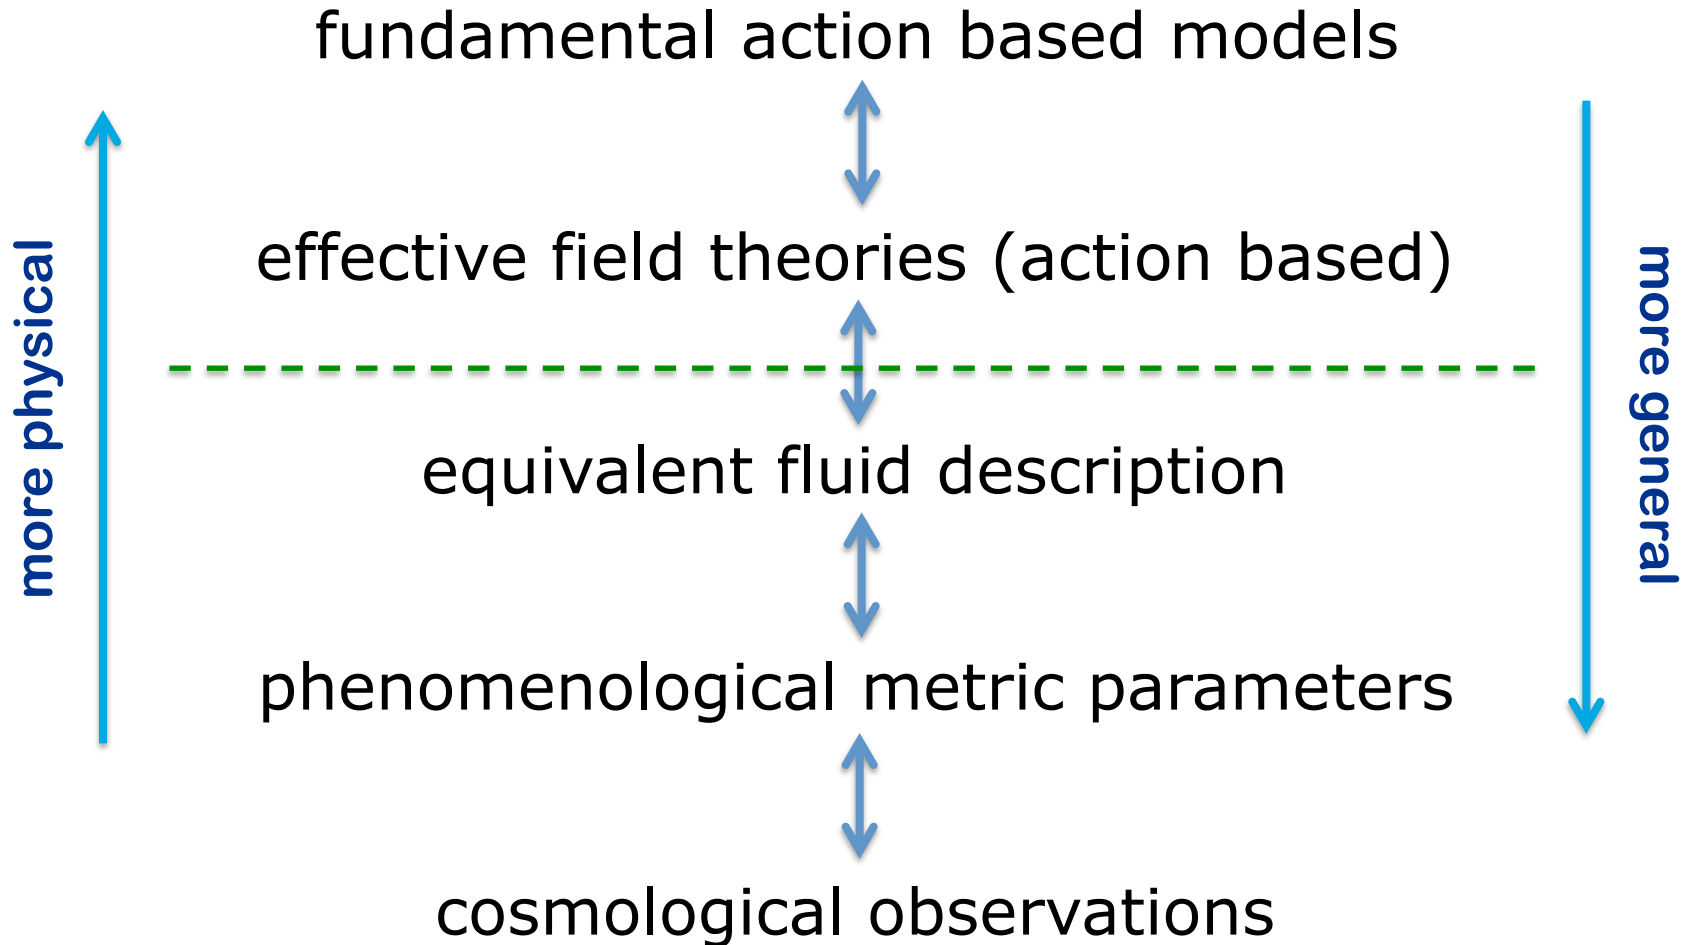 fundamental action based models
effective field theories (action based)
more physical
more general
equivalent fluid description
phenomenological metric parameters
cosmological observations